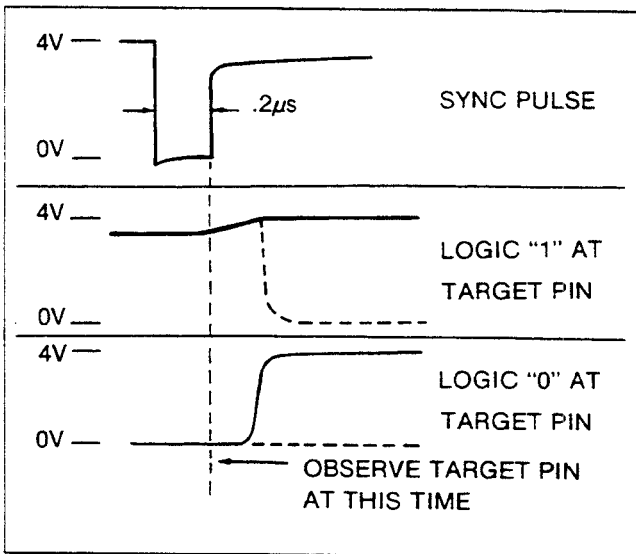 4V
.2µs
SYNC PULSE
0V
4V
LOGIC “1” AT
TARGET PIN
0V
4V
LOGIC “0” AT
TARGET PIN
0V
OBSERVE TARGET PIN
AT THIS TIME